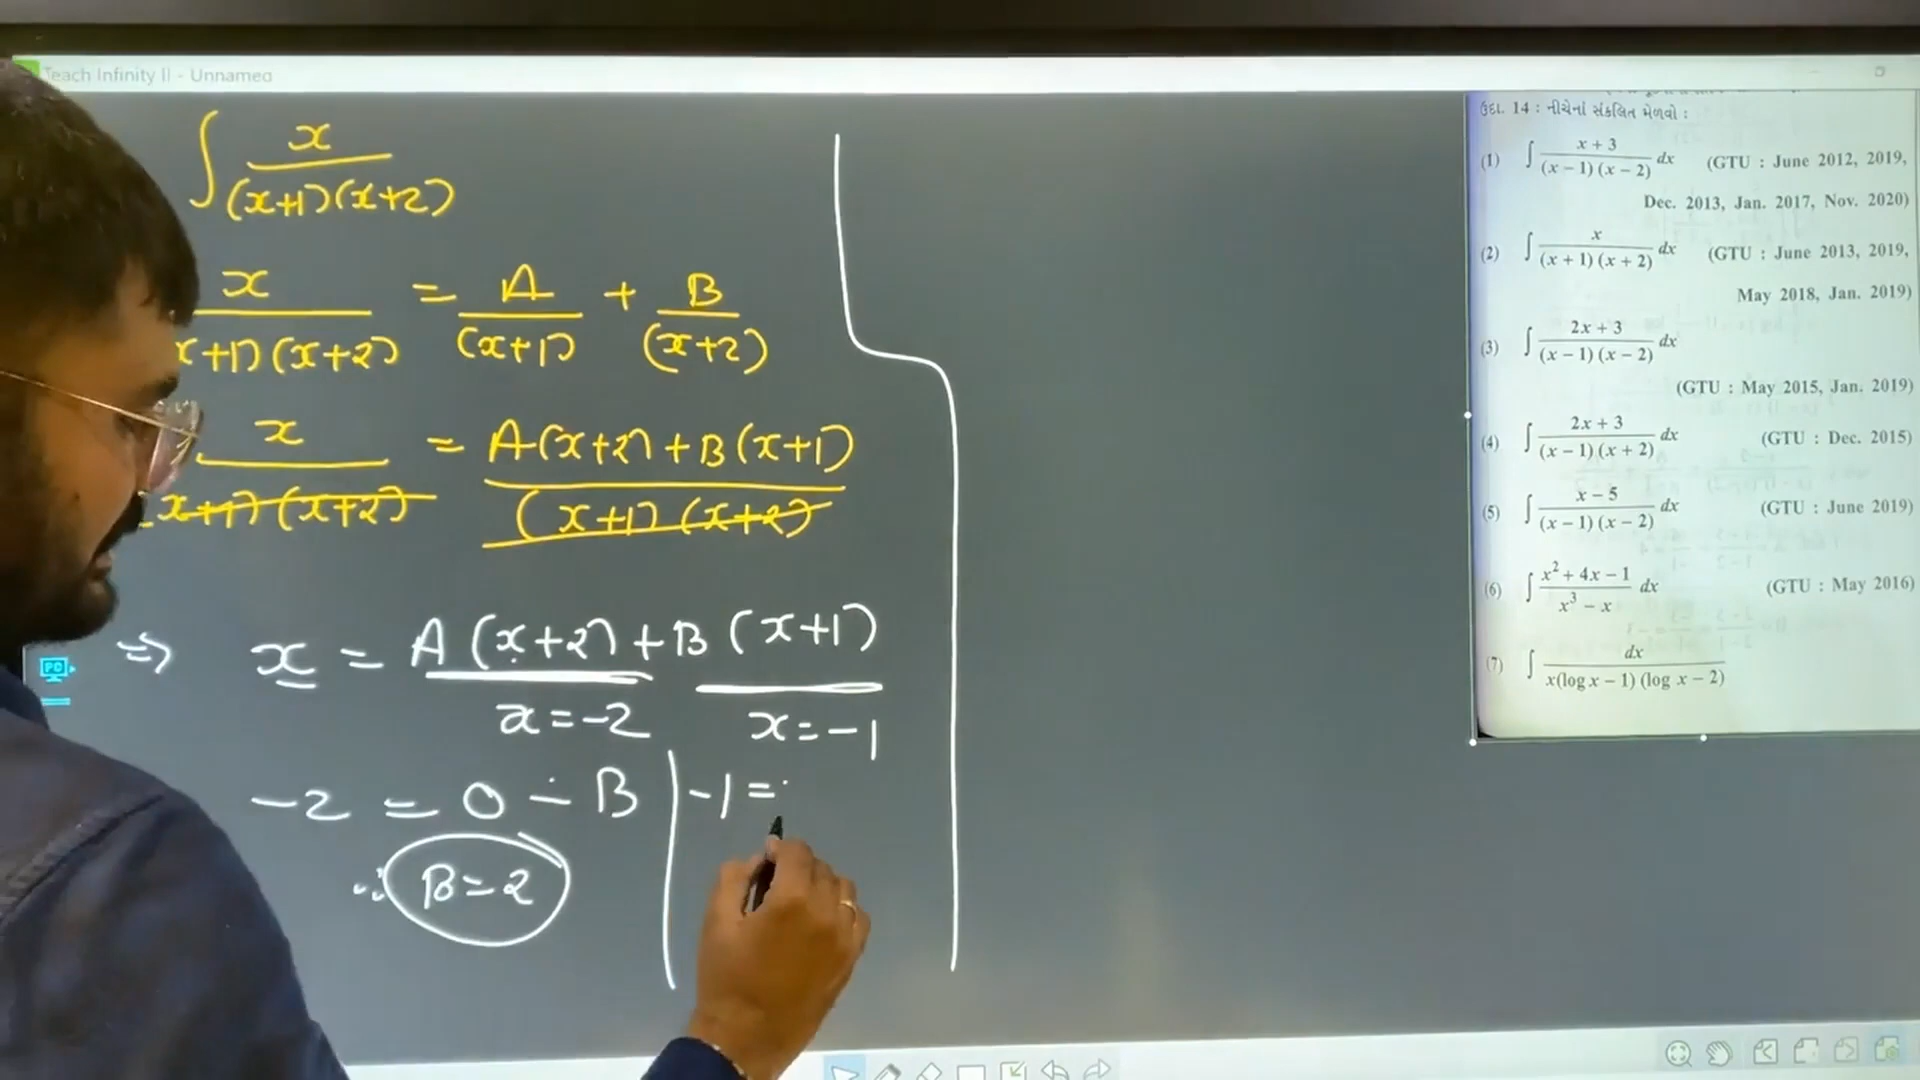 Teach Infinity II - Unnamed
∫ x / (x+1)(x+2)
x / x+1)(x+2) = A / (x+1) + B / (x+2)
x / x+1)(x+2) = A(x+2) + B(x+1) / (x+1)(x+2)
⇒ x = A (x+2) + B (x+1)
x=-2 x=-1
-2 = 0 - B
-1 =
∴ B=2
ઉદા. 14 : નીચેનાં સંકલિત મેળવો :
(1) ∫ x + 3 / (x − 1) (x − 2) dx (GTU : June 2012, 2019,
Dec. 2013, Jan. 2017, Nov. 2020)
(2) ∫ x / (x + 1) (x + 2) dx (GTU : June 2013, 2019,
May 2018, Jan. 2019)
(3) ∫ 2x + 3 / (x − 1) (x − 2) dx
(GTU : May 2015, Jan. 2019)
(4) ∫ 2x + 3 / (x − 1) (x + 2) dx (GTU : Dec. 2015)
(5) ∫ x − 5 / (x − 1) (x − 2) dx (GTU : June 2019)
(6) ∫ x² + 4x − 1 / x³ − x dx (GTU : May 2016)
(7) ∫ dx / x(log x − 1) (log x − 2)
PD